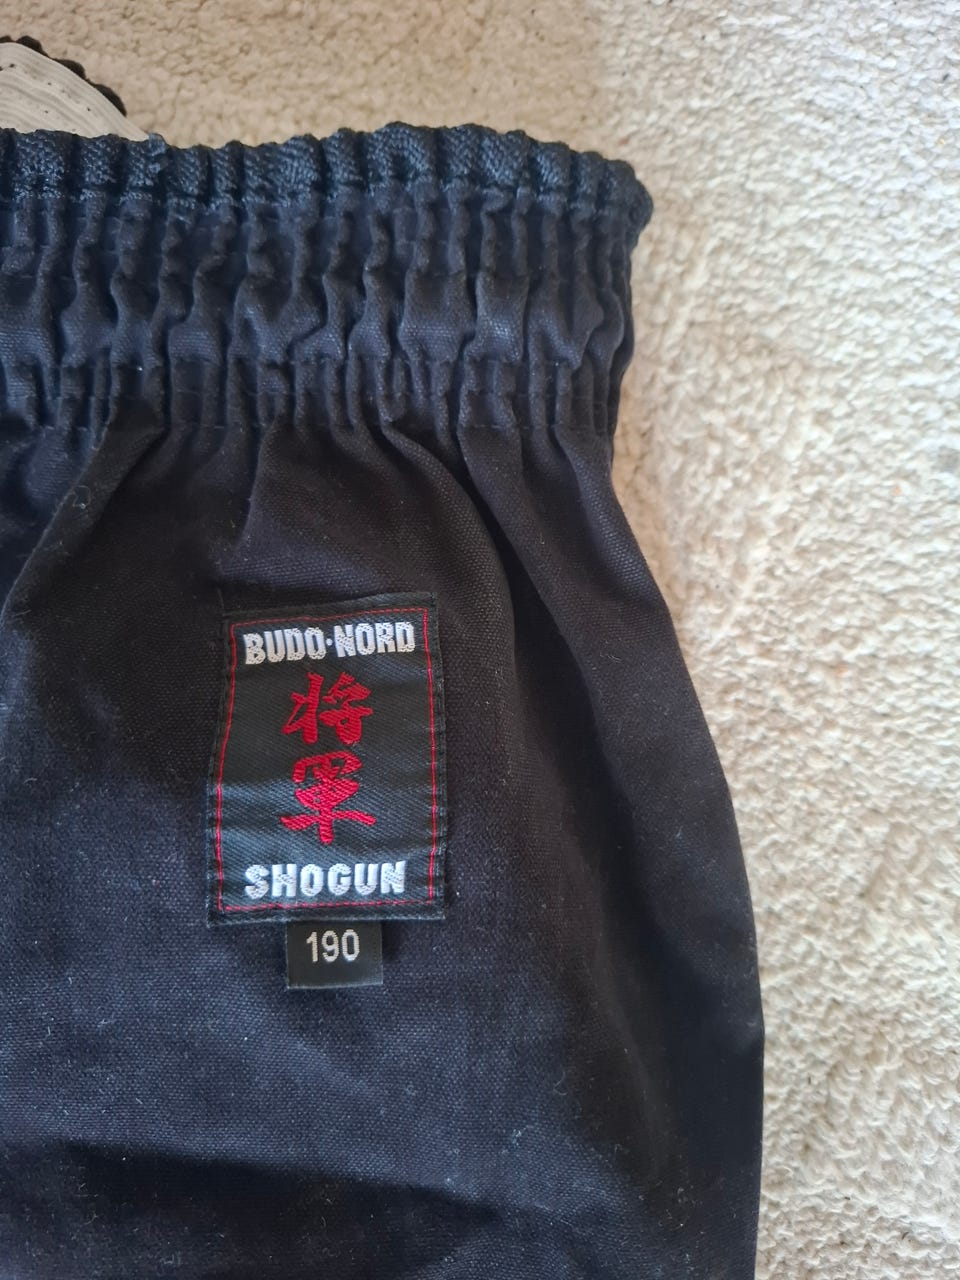 BUDO·NORD
将
軍
SHOGUN
190